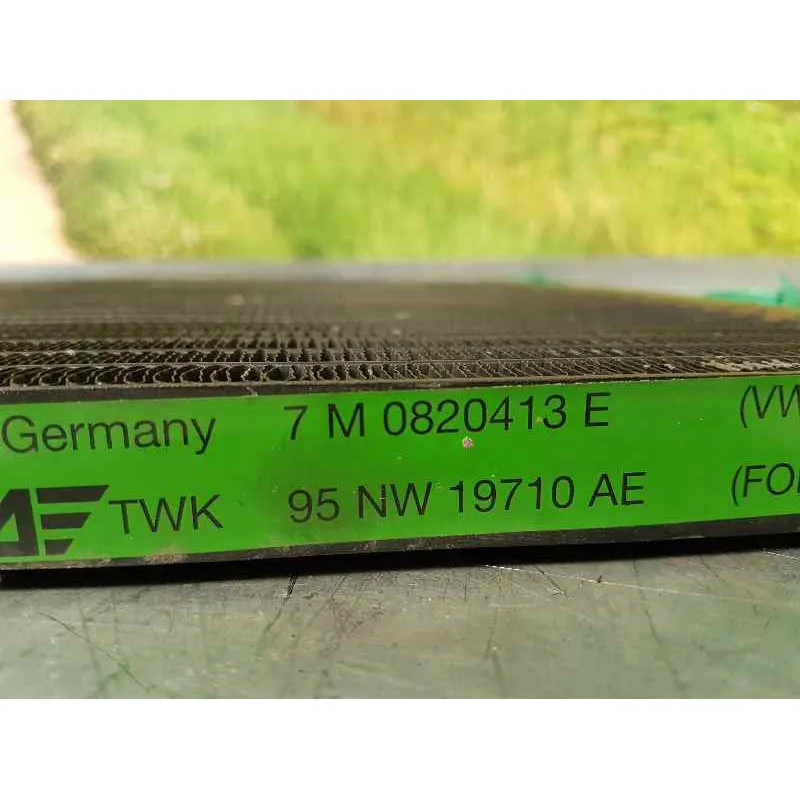 Germany 7 M 0820413 E (VW
TWK 95 NW 19710 AE (FO